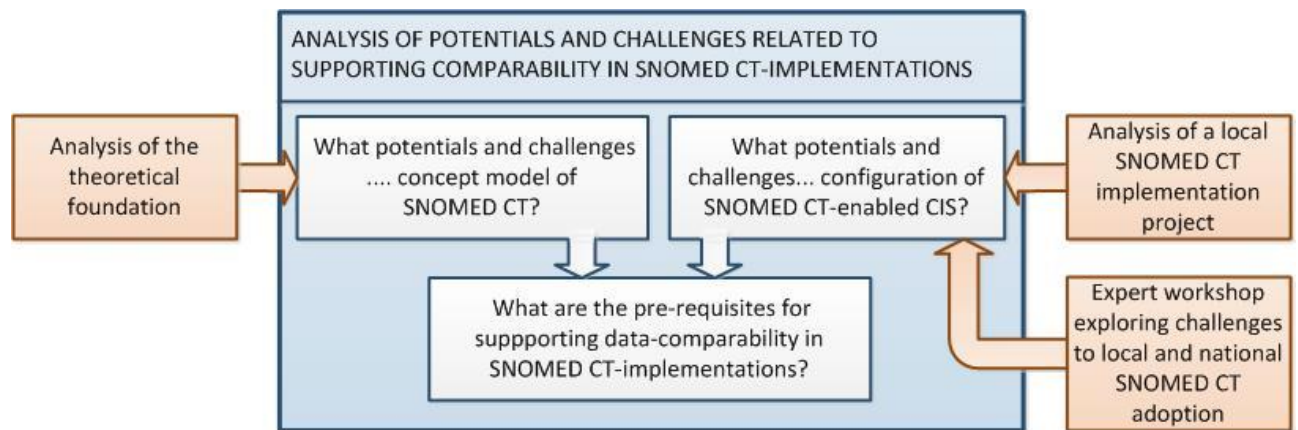 ANALYSIS OF POTENTIALS AND CHALLENGES RELATED TO
SUPPORTING COMPARABILITY IN SNOMED CT-IMPLEMENTATIONS
Analysis of the
theoretical
foundation
What potentials and challenges
.... concept model of
SNOMED CT?
What potentials and
challenges... configuration of
SNOMED CT-enabled CIS?
Analysis of a local
SNOMED CT
implementation
project
What are the pre-requisites for
suppporting data-comparability in
SNOMED CT-implementations?
Expert workshop
exploring challenges
to local and national
SNOMED CT
adoption